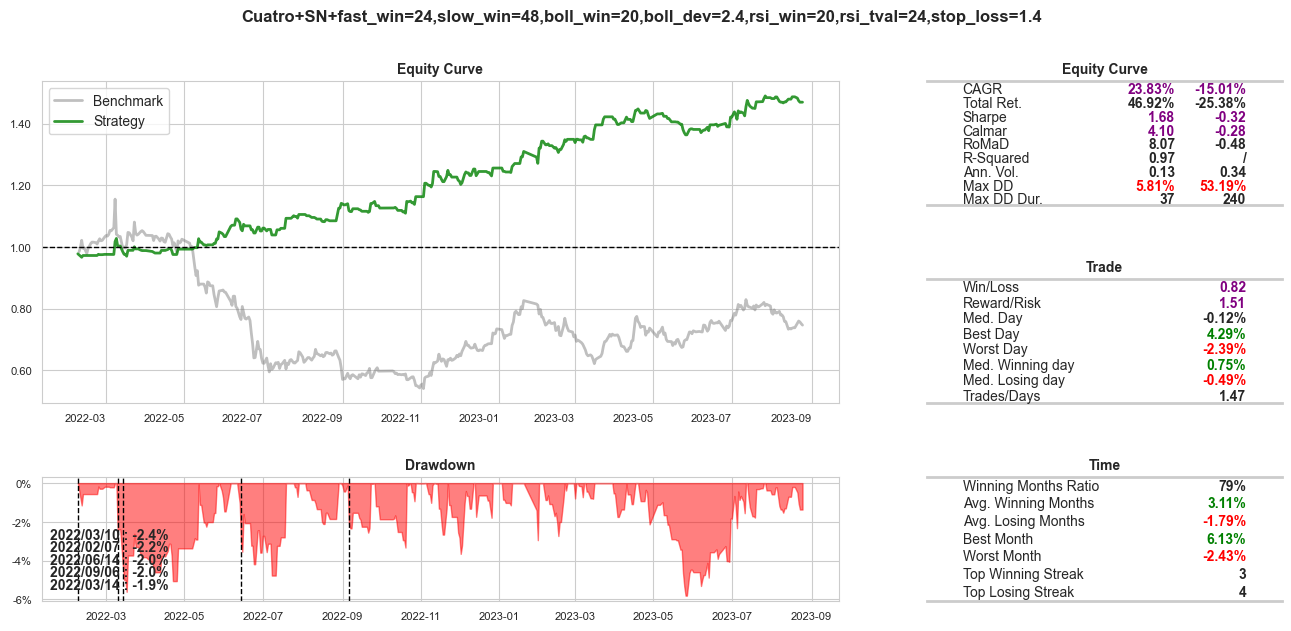 Cuatro+SN+fast_win=24,slow_win=48,boll_win=20,boll_dev=2.4,rsi_win=20,rsi_tval=24,stop_loss=1.4
Equity Curve
Benchmark
Strategy
1.40
1.20
1.00
0.80
0.60
2022-03 2022-05 2022-07 2022-09 2022-11 2023-01 2023-03 2023-05 2023-07 2023-09
Equity Curve
CAGR 23.83% -15.01%
Total Ret. 46.92% -25.38%
Sharpe 1.68 -0.32
Calmar 4.10 -0.28
RoMaD 8.07 -0.48
R-Squared 0.97 /
Ann. Vol. 0.13 0.34
Max DD 5.81% 53.19%
Max DD Dur. 37 240
Trade
Win/Loss 0.82
Reward/Risk 1.51
Med. Day -0.12%
Best Day 4.29%
Worst Day -2.39%
Med. Winning day 0.75%
Med. Losing day -0.49%
Trades/Days 1.47
Drawdown
0%
-2%
-4%
-6%
2022/03/10 : -2.4%
2022/02/07 : -2.2%
2022/06/14 : -2.0%
2022/09/06 : -2.0%
2022/03/14 : -1.9%
2022-03 2022-05 2022-07 2022-09 2022-11 2023-01 2023-03 2023-05 2023-07 2023-09
Time
Winning Months Ratio 79%
Avg. Winning Months 3.11%
Avg. Losing Months -1.79%
Best Month 6.13%
Worst Month -2.43%
Top Winning Streak 3
Top Losing Streak 4